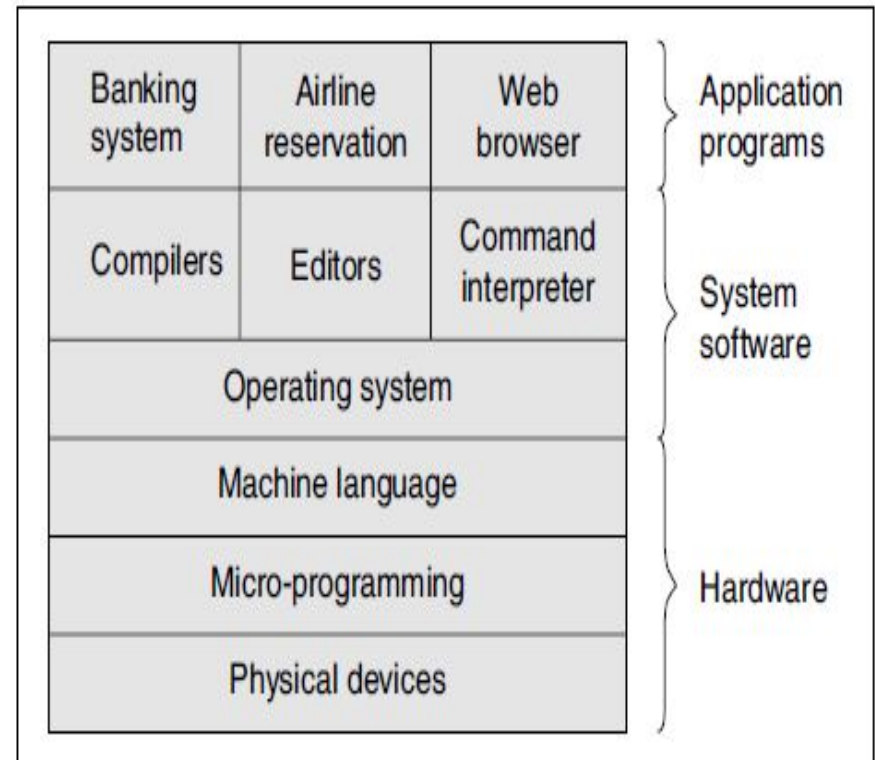 Banking
system
Airline
reservation
Web
browser
Application
programs
Compilers
Editors
Command
interpreter
System
software
Operating system
Machine language
Micro-programming
Hardware
Physical devices